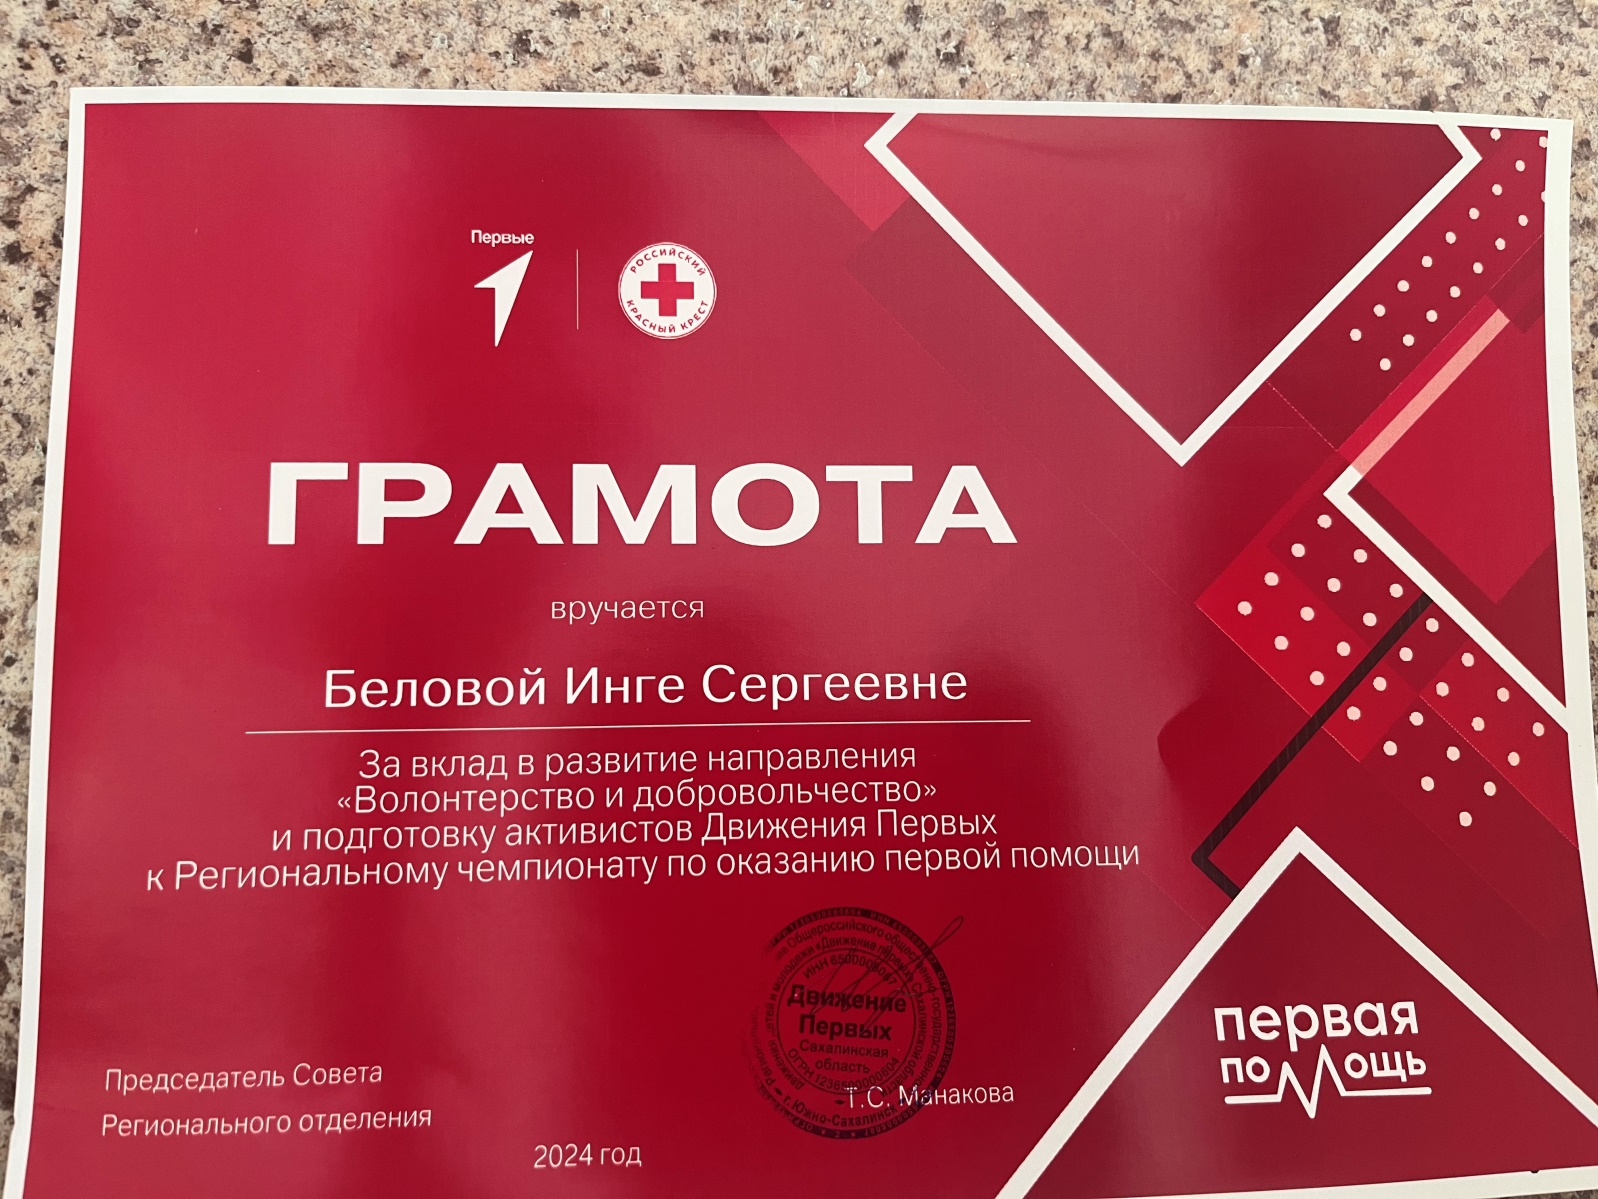 Первые
РОССИЙСКИЙ
КРАСНЫЙ КРЕСТ
ГРАМОТА
вручается
Беловой Инге Сергеевне
За вклад в развитие направления
«Волонтерство и добровольчество»
и подготовку активистов Движения Первых
к Региональному чемпионату по оказанию первой помощи
Движение
Первых
Сахалинская
область
Председатель Совета
Регионального отделения
Т.С. Манакова
2024 год
первая
помощь